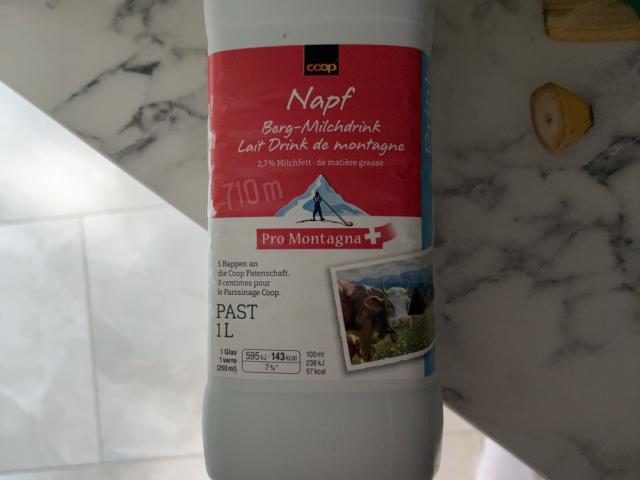 coop
Napf
Berg-Milchdrink
Lait Drink de montagne
2,7% Milchfett · de matière grasse
710 m
Pro Montagna
5 Rappen an
die Coop Patenschaft.
5 centimes pour
le Parrainage Coop.
PAST
1L
1 Glas
1 verre
(250 ml)
595 kJ · 143 kcal
7%*
100 ml
238 kJ
57 kcal